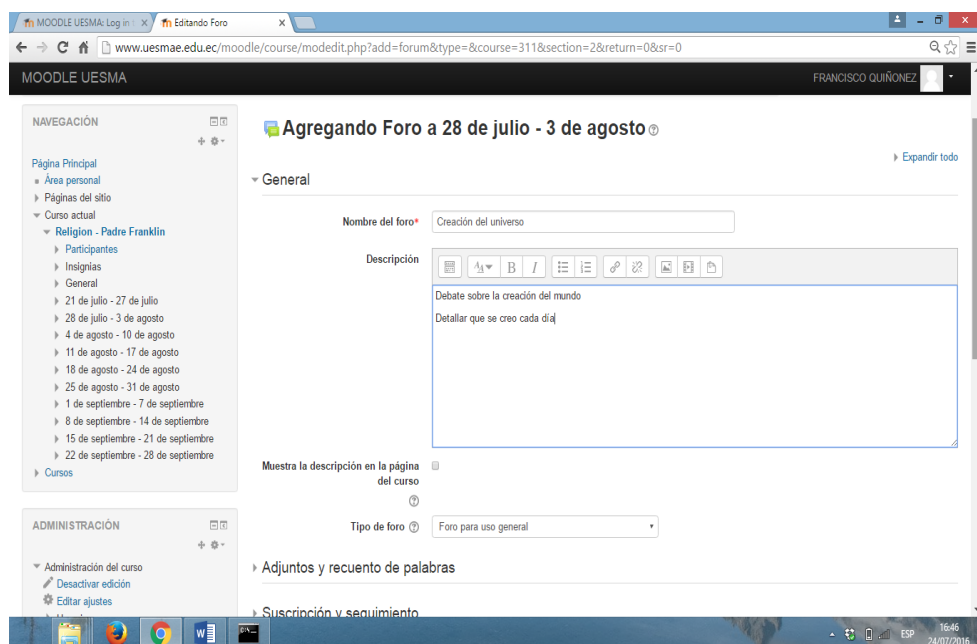 MOODLE UESMA: Log in t
Editando Foro
www.uesmae.edu.ec/moodle/course/modedit.php?add=forum&type=&course=311&section=2&return=0&sr=0
MOODLE UESMA
FRANCISCO QUIÑONEZ
NAVEGACIÓN
Página Principal
Área personal
Páginas del sitio
Curso actual
Religion - Padre Franklin
Participantes
Insignias
General
21 de julio - 27 de julio
28 de julio - 3 de agosto
4 de agosto - 10 de agosto
11 de agosto - 17 de agosto
18 de agosto - 24 de agosto
25 de agosto - 31 de agosto
1 de septiembre - 7 de septiembre
8 de septiembre - 14 de septiembre
15 de septiembre - 21 de septiembre
22 de septiembre - 28 de septiembre
Cursos
ADMINISTRACIÓN
Administración del curso
Desactivar edición
Editar ajustes
Agregando Foro a 28 de julio - 3 de agosto
Expandir todo
General
Nombre del foro*
Creación del universo
Descripción
Debate sobre la creación del mundo
Detallar que se creo cada día
Muestra la descripción en la página
del curso
Tipo de foro
Foro para uso general
Adjuntos y recuento de palabras
Suscripción y seguimiento
ESP
16:46
24/07/2016